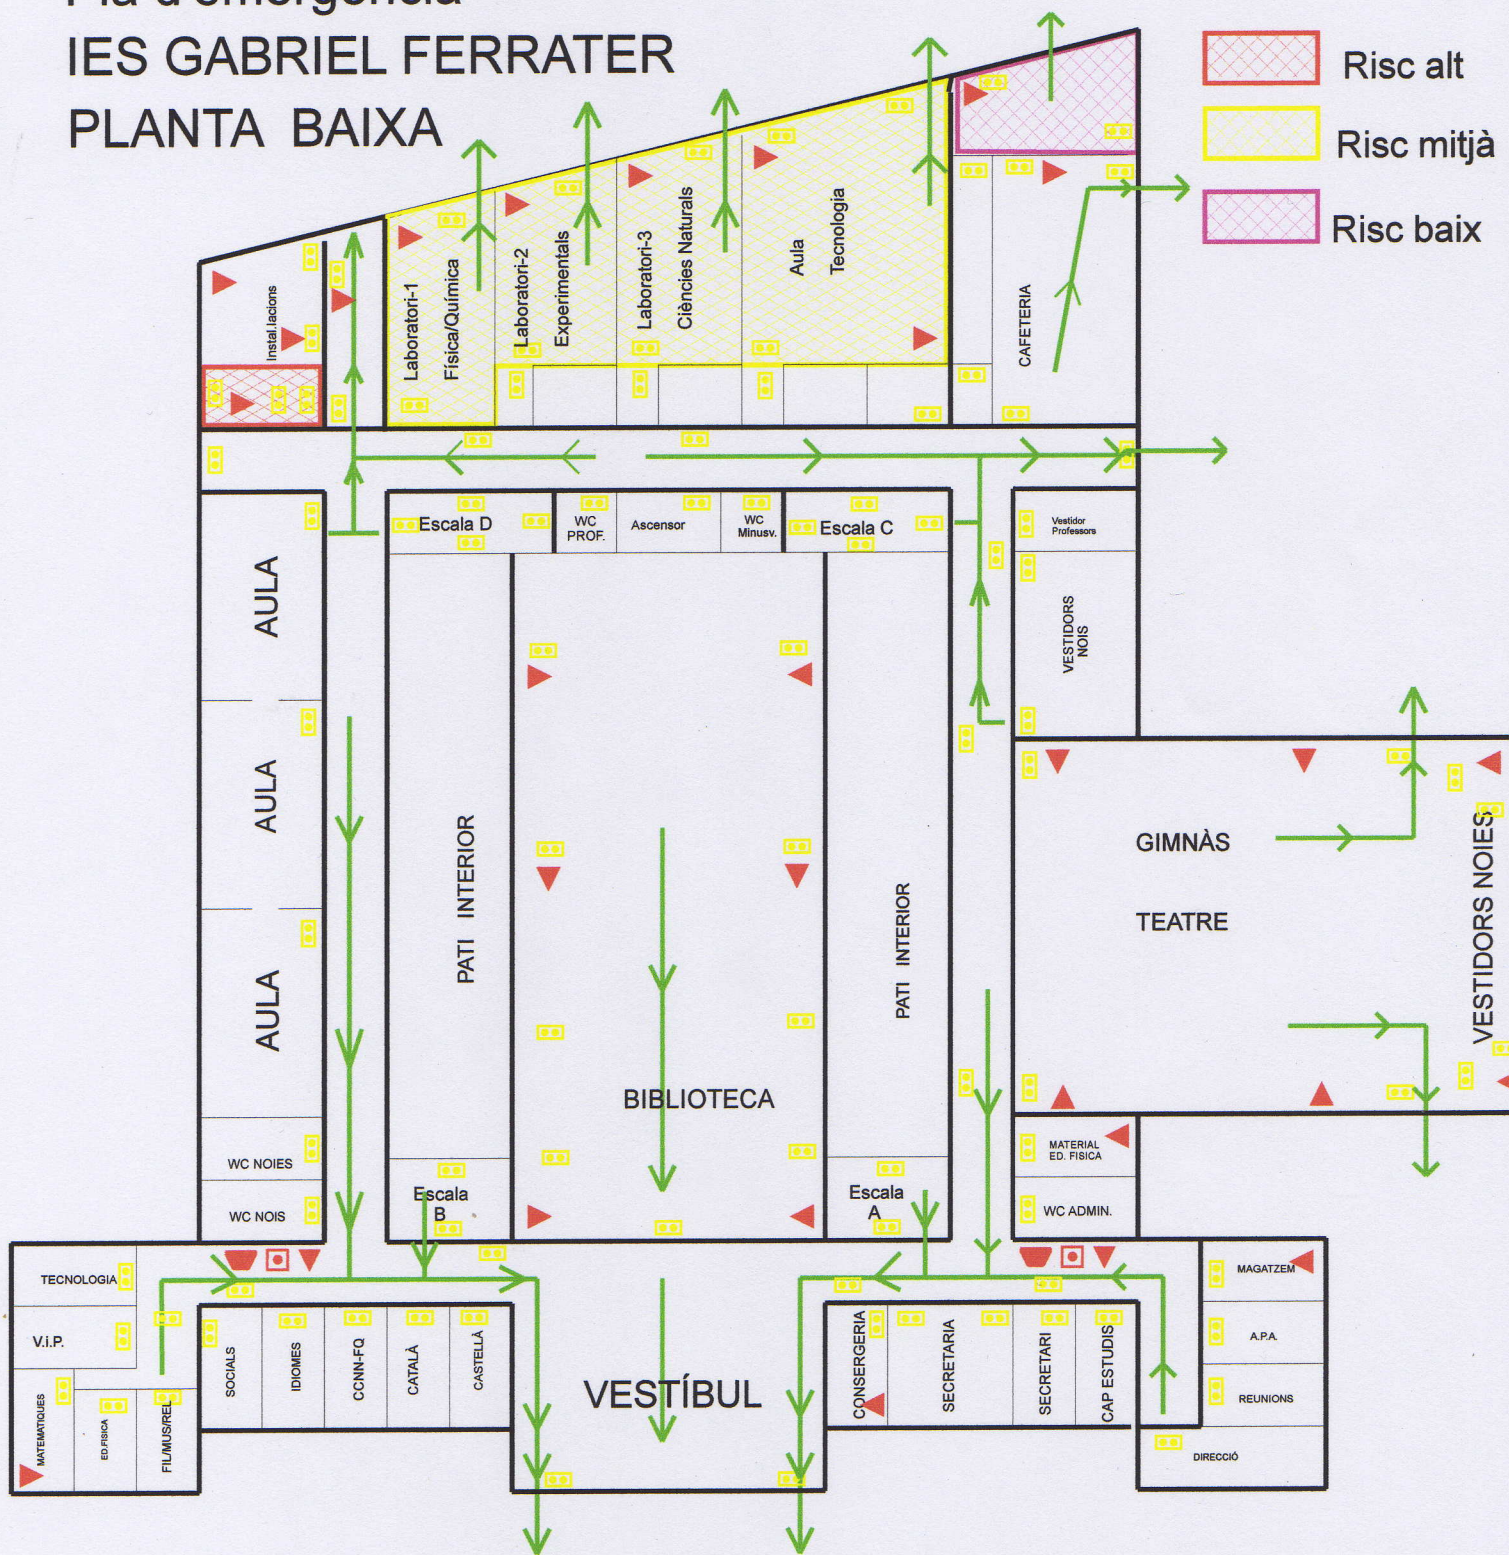 Pla d'emergència
IES GABRIEL FERRATER
PLANTA BAIXA
Risc alt
Risc mitjà
Risc baix
Instal.lacions
Laboratori-1
Física/Química
Laboratori-2
Experimentals
Laboratori-3
Ciències Naturals
Aula
Tecnologia
CAFETERIA
Escala D
WC
PROF.
Ascensor
WC
Minusv.
Escala C
Vestidor
Professors
AULA
VESTIDORS
NOIS
AULA
PATI INTERIOR
PATI INTERIOR
GIMNÀS
TEATRE
VESTIDORS NOIES
AULA
BIBLIOTECA
WC NOIES
WC NOIS
Escala
B
Escala
A
MATERIAL
ED. FISICA
WC ADMIN.
TECNOLOGIA
V.i.P.
MATEMATIQUES
ED.FISICA
FIL/MUS/REL
SOCIALS
IDIOMES
CCNN-FQ
CATALÀ
CASTELLÀ
VESTÍBUL
CONSERGERIA
SECRETARIA
SECRETARI
CAP ESTUDIS
MAGATZEM
A.P.A.
REUNIONS
DIRECCIÓ